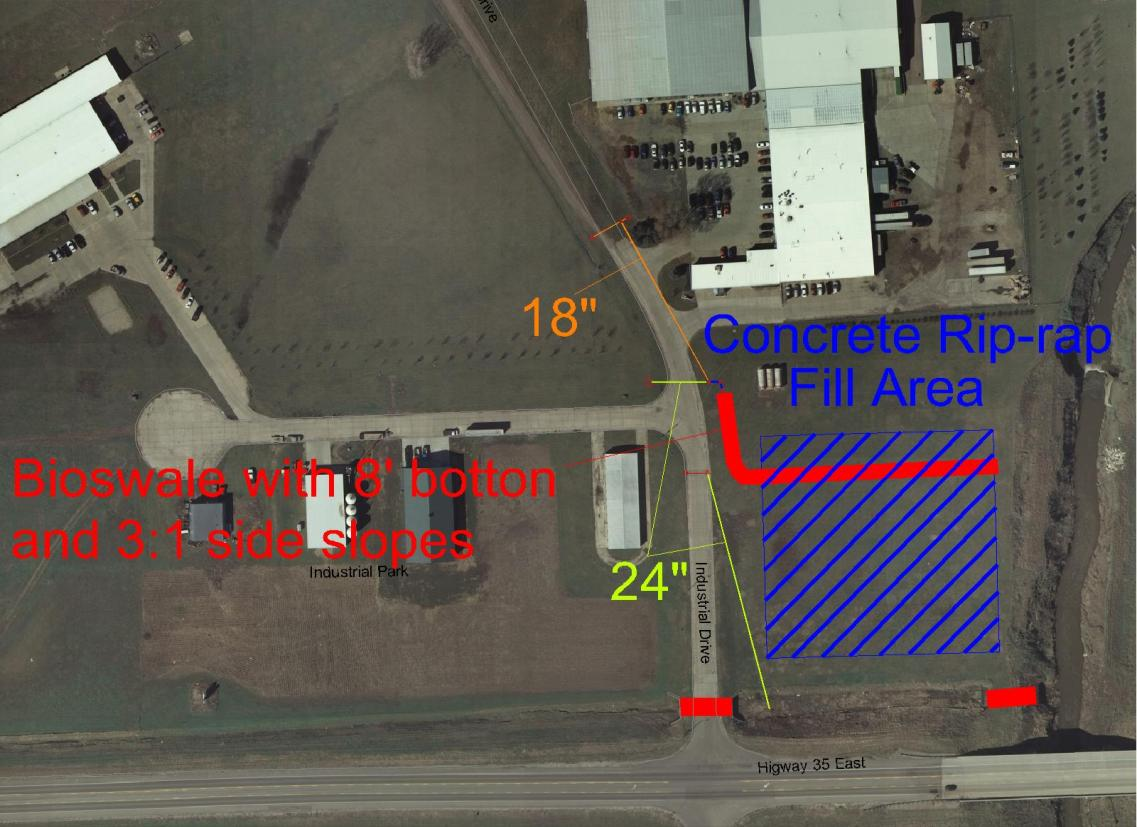 rive
18"
Concrete Rip-rap
Fill Area
Bioswale with 8' botton
and 3:1 side slopes
Industrial Park
24"
Industrial Drive
Higway 35 East